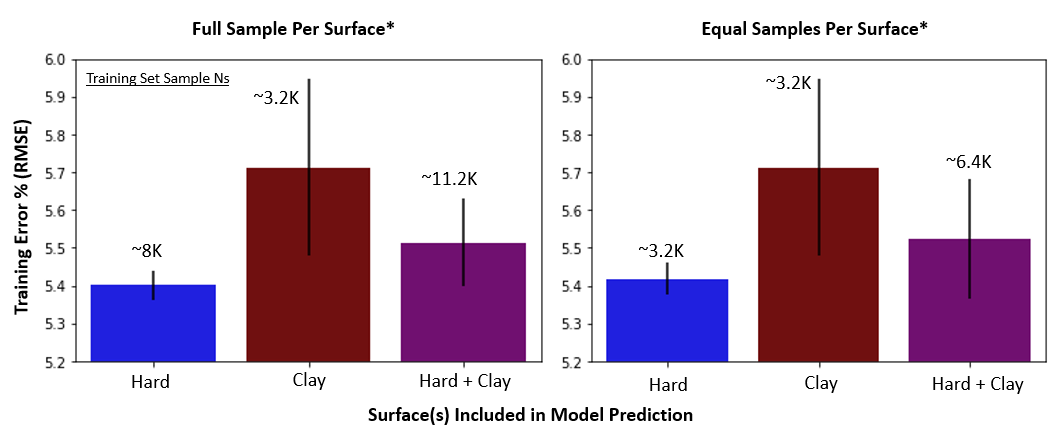 Full Sample Per Surface*
Equal Samples Per Surface*
Training Error % (RMSE)
6.0
5.9
5.8
5.7
5.6
5.5
5.4
5.3
5.2
Training Set Sample Ns
~8K
~3.2K
~11.2K
Hard
Clay
Hard + Clay
6.0
5.9
5.8
5.7
5.6
5.5
5.4
5.3
5.2
~3.2K
~3.2K
~6.4K
Hard
Clay
Hard + Clay
Surface(s) Included in Model Prediction